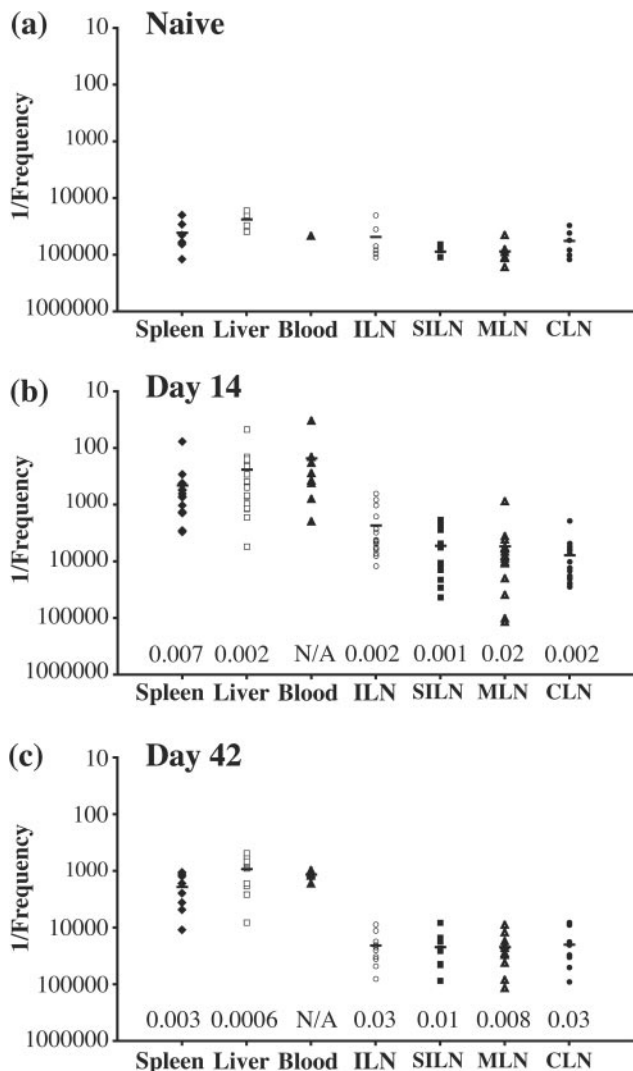 (a) Naive
10
100
1000
10000
100000
1000000
1/Frequency
Spleen Liver Blood ILN SILN MLN CLN
(b) Day 14
10
100
1000
10000
100000
1000000
1/Frequency
0.007 0.002 N/A 0.002 0.001 0.02 0.002
Spleen Liver Blood ILN SILN MLN CLN
(c) Day 42
10
100
1000
10000
100000
1000000
1/Frequency
0.003 0.0006 N/A 0.03 0.01 0.008 0.03
Spleen Liver Blood ILN SILN MLN CLN